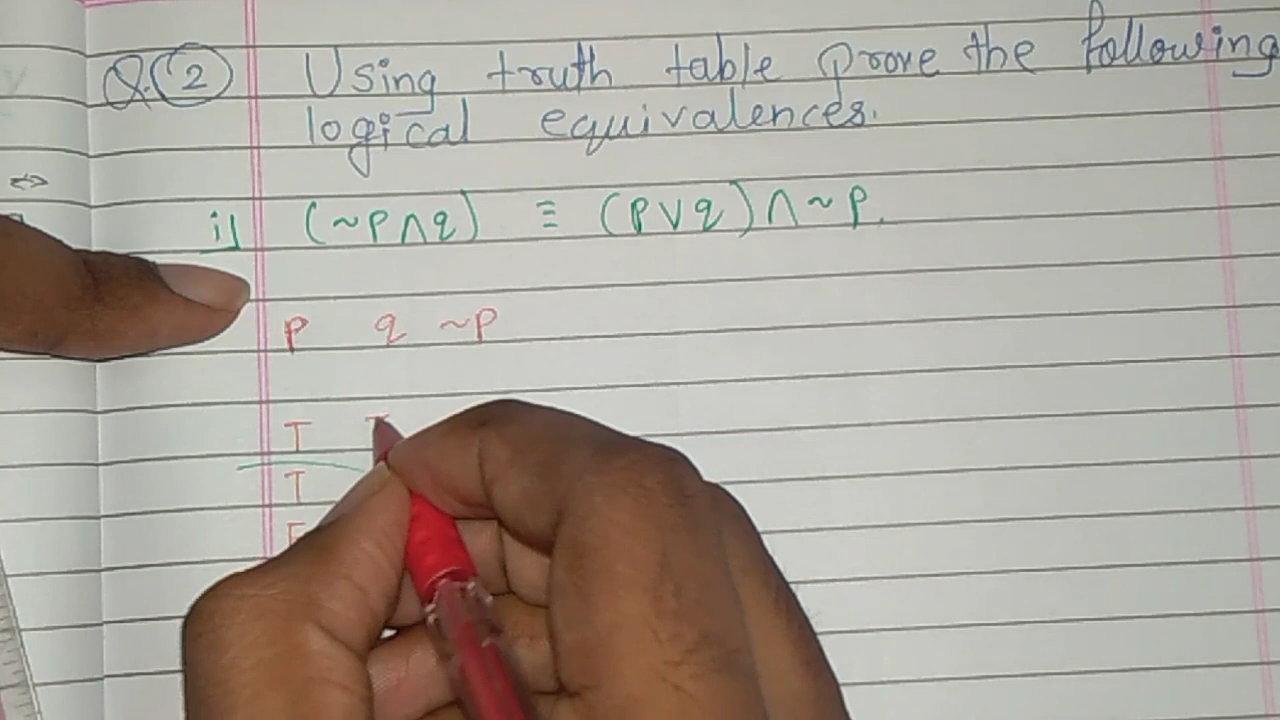 Q.(2) Using truth table prove the following
logical equivalences.
i) (~p∧q) ≡ (p∨q)∧~p.
p q ~p
T T
T
F